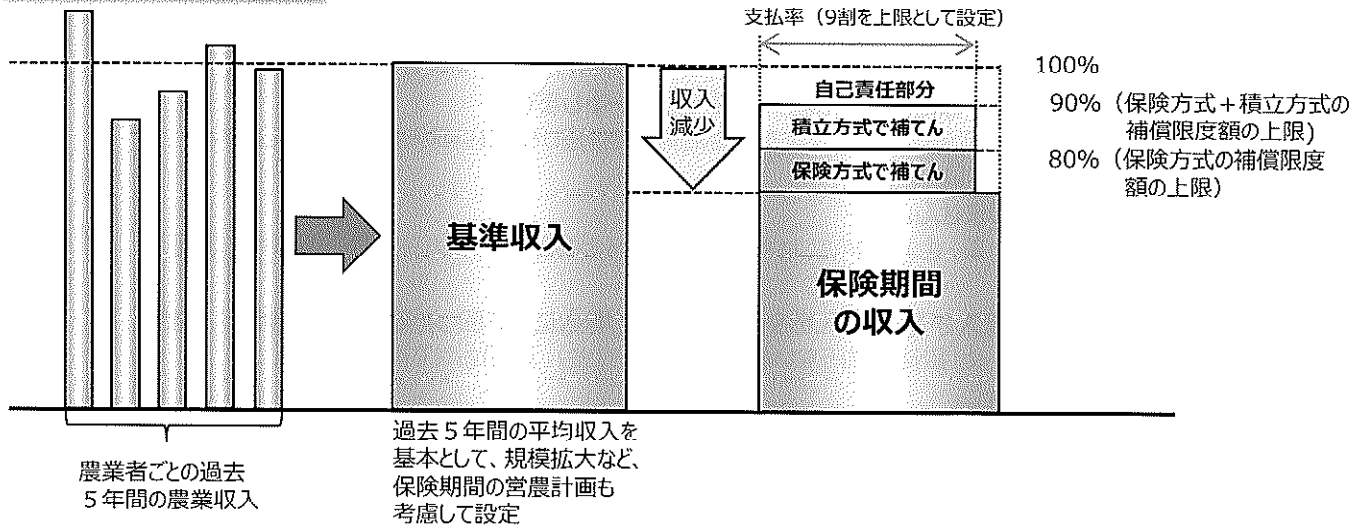 支払率（9割を上限として設定）
100%
自己責任部分
90%（保険方式＋積立方式の
補償限度額の上限）
収入
減少
積立方式で補てん
80%（保険方式の補償限度
額の上限）
保険方式で補てん
基準収入
保険期間
の収入
過去５年間の平均収入を
基本として、規模拡大など、
保険期間の営農計画も
考慮して設定
農業者ごとの過去
５年間の農業収入